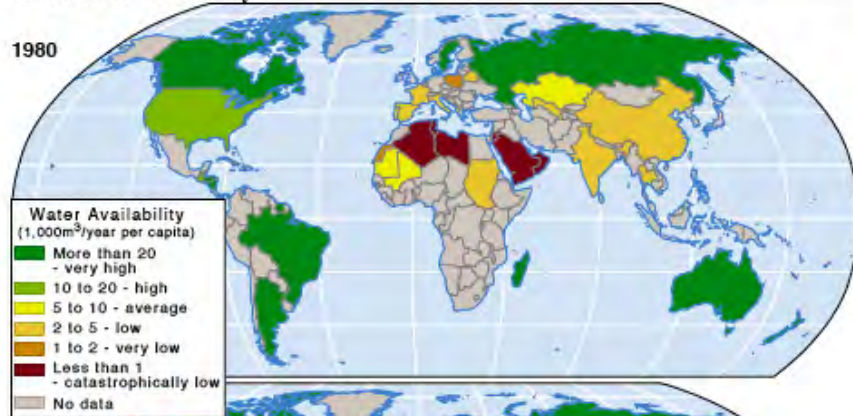 1980
Water Availability
(1,000m³/year per capita)
More than 20
- very high
10 to 20 - high
5 to 10 - average
2 to 5 - low
1 to 2 - very low
Less than 1
- catastrophically low
No data